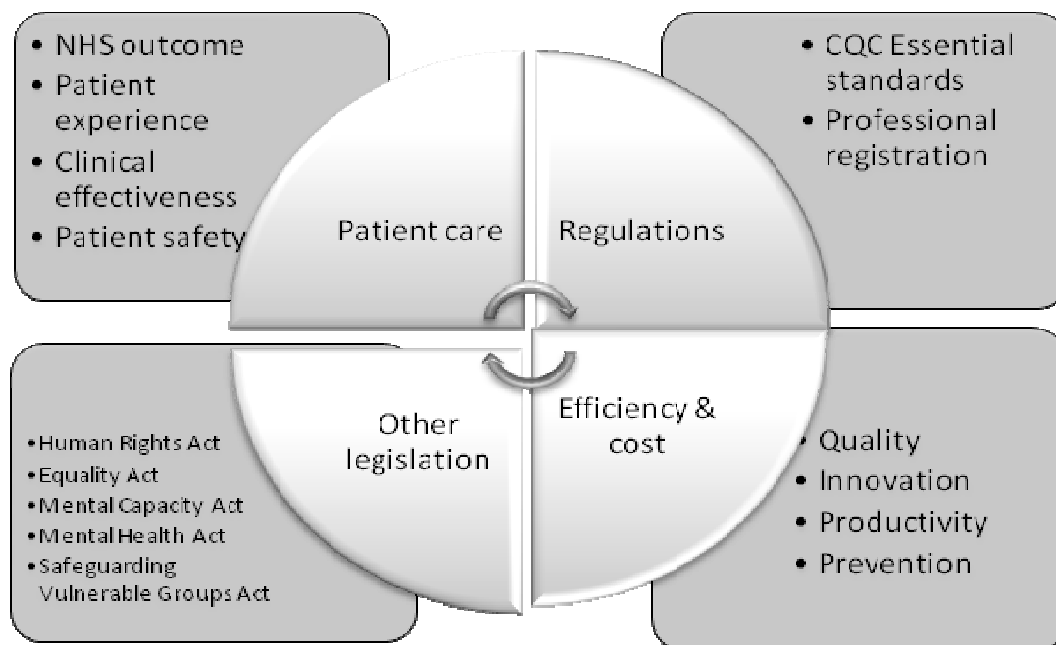 • NHS outcome
• Patient
experience
• Clinical
effectiveness
• Patient safety
• CQC Essential
standards
• Professional
registration
Patient care
Regulations
Other
legislation
Efficiency &
cost
• Human Rights Act
• Equality Act
• Mental Capacity Act
• Mental Health Act
• Safeguarding
Vulnerable Groups Act
• Quality
• Innovation
• Productivity
• Prevention